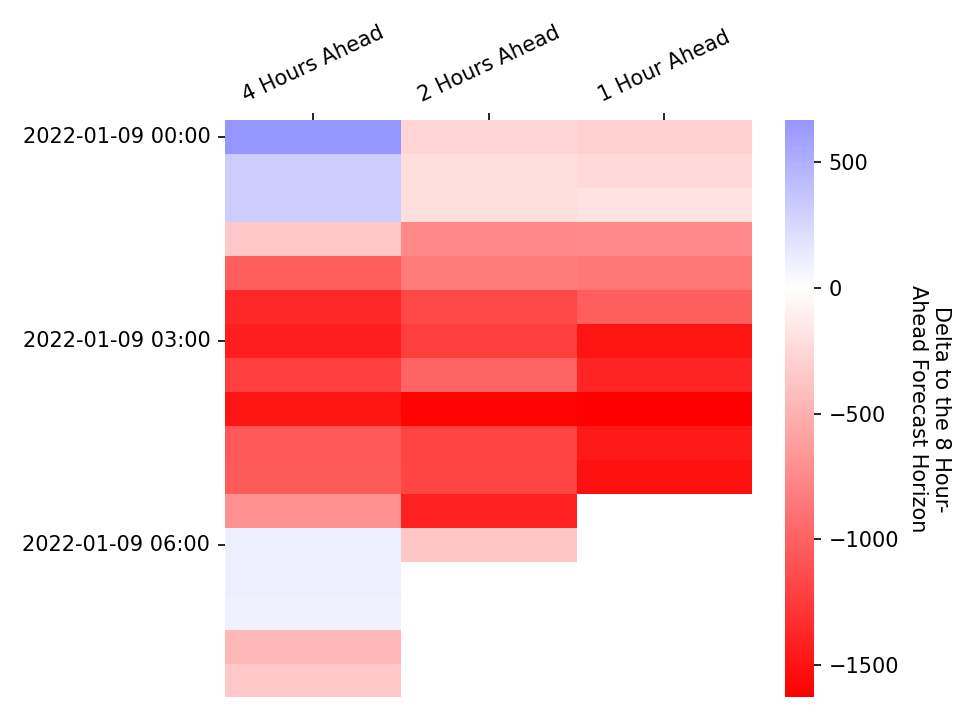 4 Hours Ahead
2 Hours Ahead
1 Hour Ahead
2022-01-09 00:00
2022-01-09 03:00
2022-01-09 06:00
500
0
−500
−1000
−1500
Delta to the 8 Hour-
Ahead Forecast Horizon